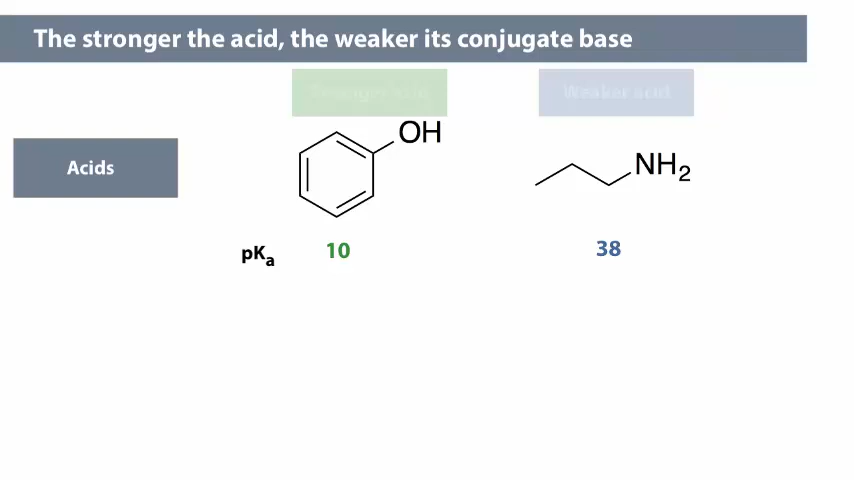 The stronger the acid, the weaker its conjugate base
Stronger acid
Weaker acid
OH
Acids
NH2
pKa
10
38